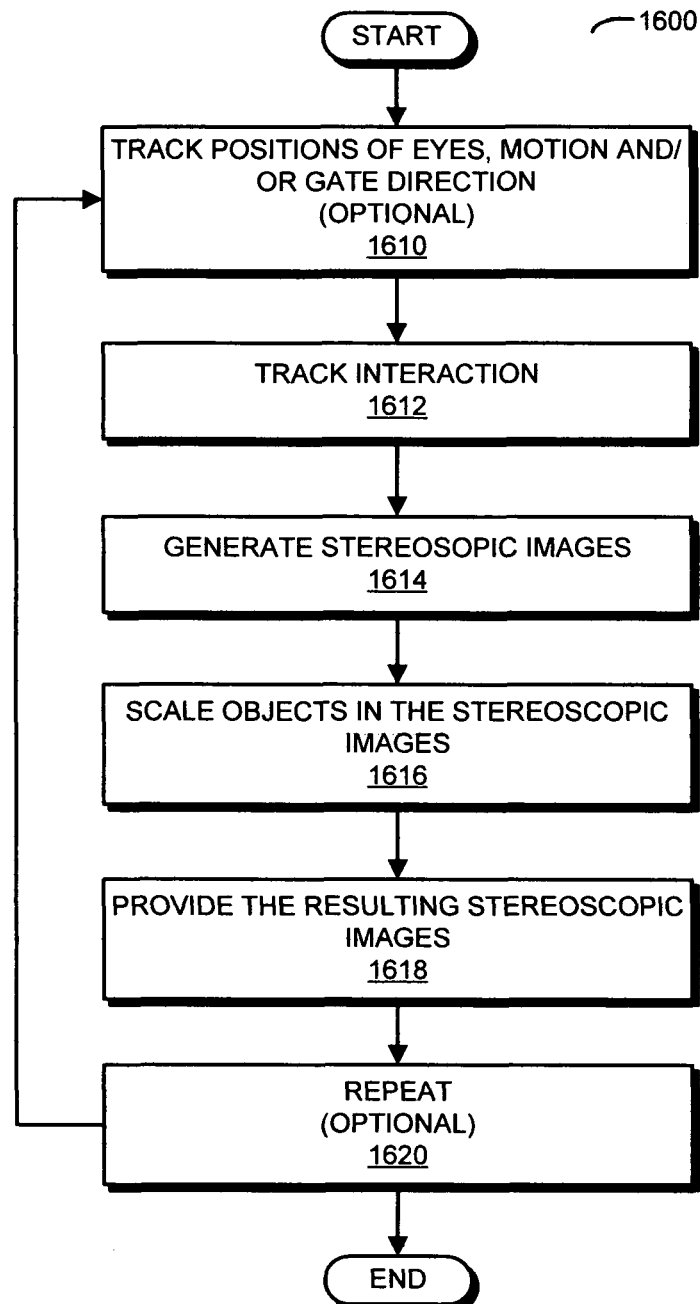 START
1600
TRACK POSITIONS OF EYES, MOTION AND/
OR GATE DIRECTION
(OPTIONAL)
1610
TRACK INTERACTION
1612
GENERATE STEREOSOPIC IMAGES
1614
SCALE OBJECTS IN THE STEREOSCOPIC
IMAGES
1616
PROVIDE THE RESULTING STEREOSCOPIC
IMAGES
1618
REPEAT
(OPTIONAL)
1620
END